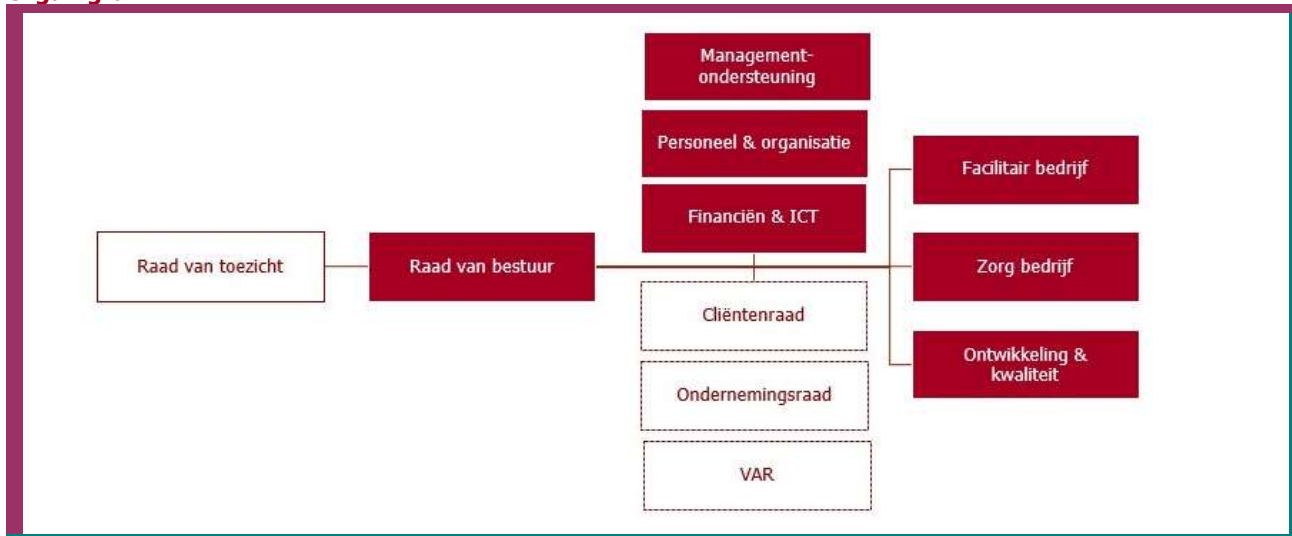 Management-
ondersteuning
Personeel & organisatie
Financiën & ICT
Raad van toezicht
Raad van bestuur
Cliëntenraad
Ondernemingsraad
VAR
Facilitair bedrijf
Zorg bedrijf
Ontwikkeling &
kwaliteit